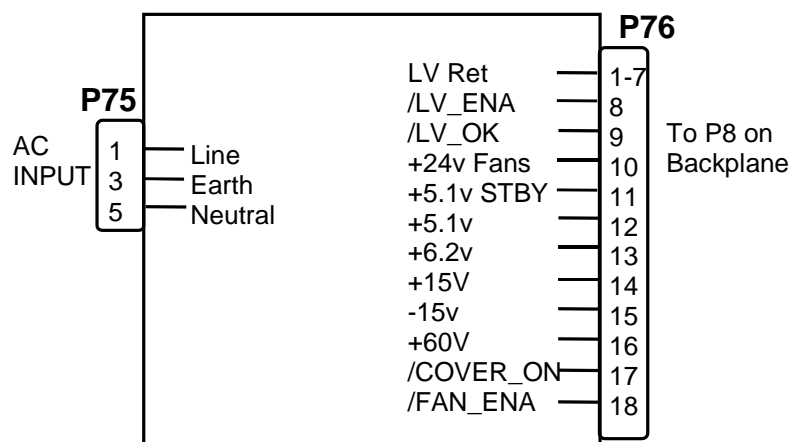 P76
P75
AC
INPUT
1 Line
3 Earth
5 Neutral
LV Ret 1-7
/LV_ENA 8
/LV_OK 9
+24v Fans 10
+5.1v STBY 11
+5.1v 12
+6.2v 13
+15V 14
-15v 15
+60V 16
/COVER_ON 17
/FAN_ENA 18
To P8 on
Backplane